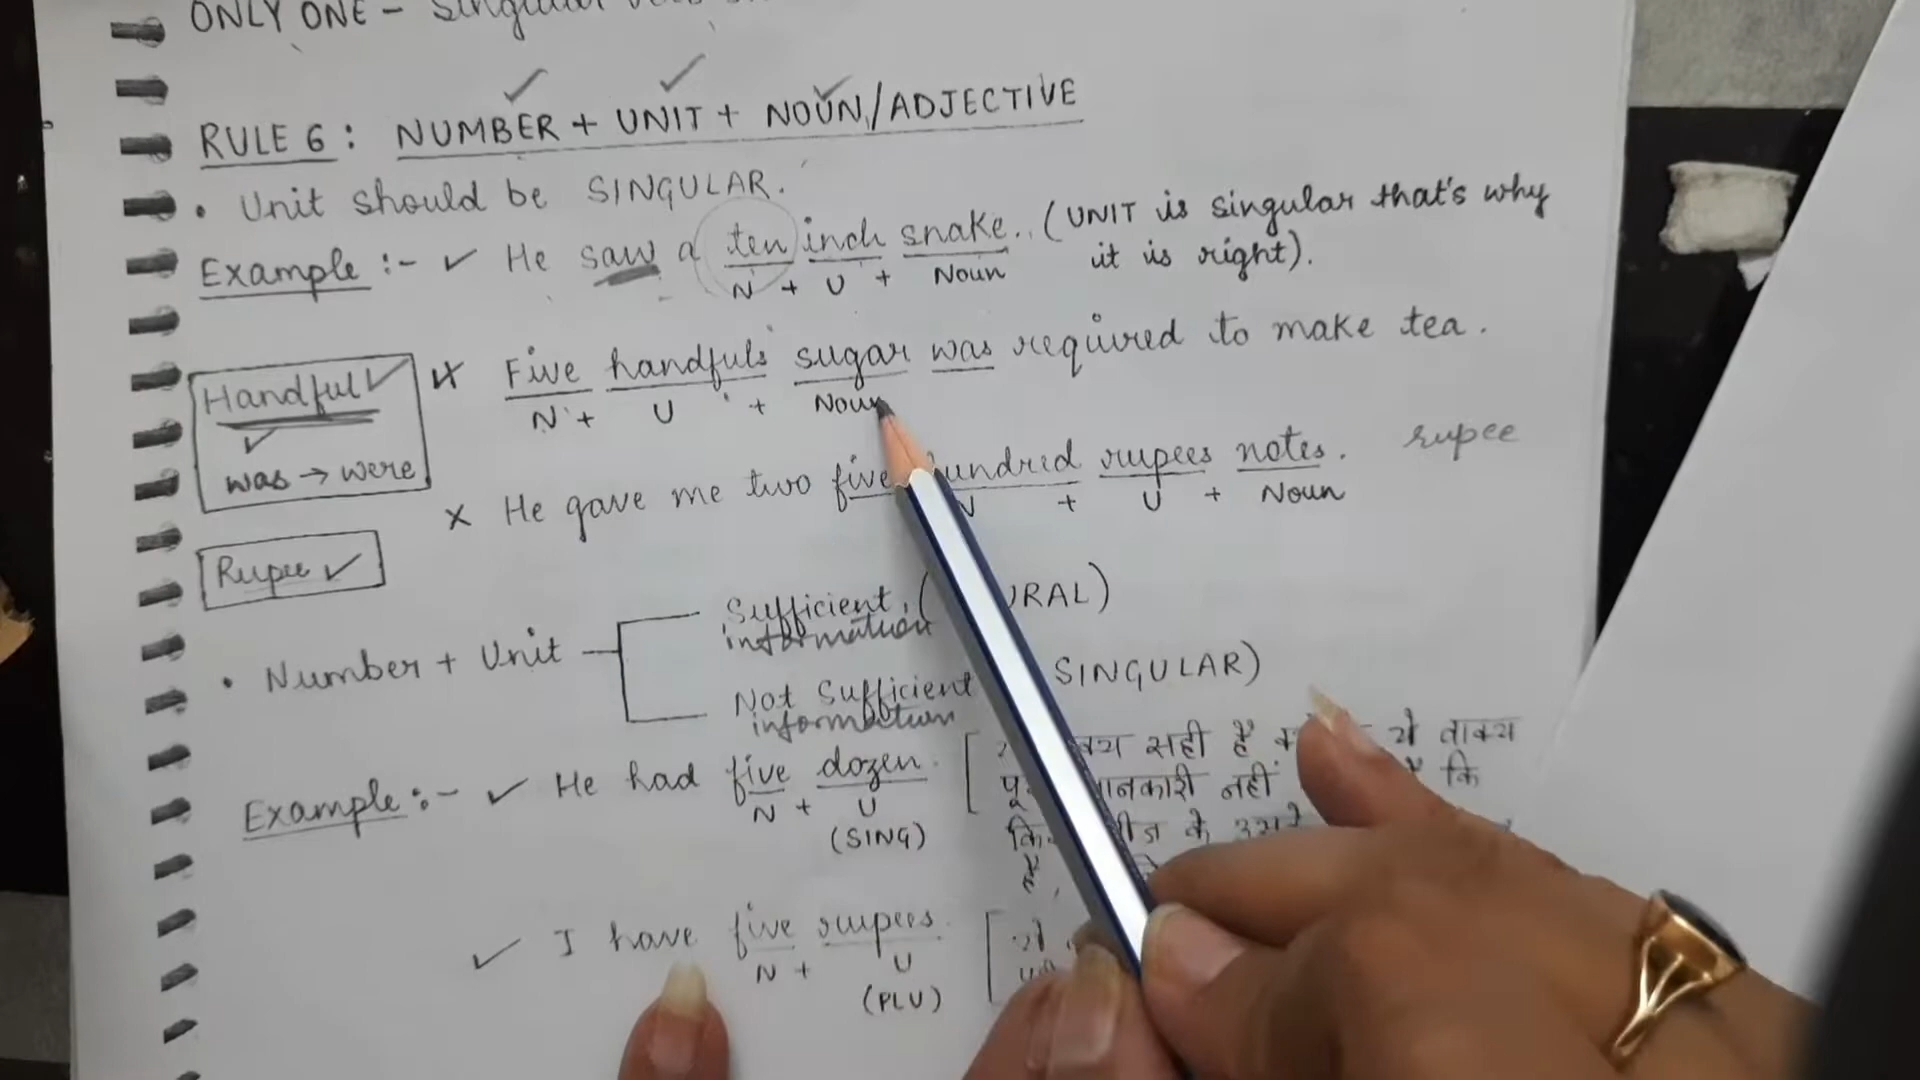 ONLY ONE - Singular
RULE 6 : NUMBER + UNIT + NOUN/ADJECTIVE
• Unit should be SINGULAR.
Example :- ✓ He saw a ten inch snake. (UNIT is singular that's why it is right).
N + U + Noun
Handful ✓
was → were
✗ Five handfuls sugar was required to make tea.
N + U + Noun
✗ He gave me two five hundred rupees notes. rupee
N + U + Noun
Rupee ✓
• Number + Unit
Sufficient information
Not Sufficient information SINGULAR)
Example :- ✓ He had five dozen. [ सही है ये वाक्य
N + U
नहीं कि
(SING)
के
है,
✓ I have five rupees. [
N + U
(PLU)